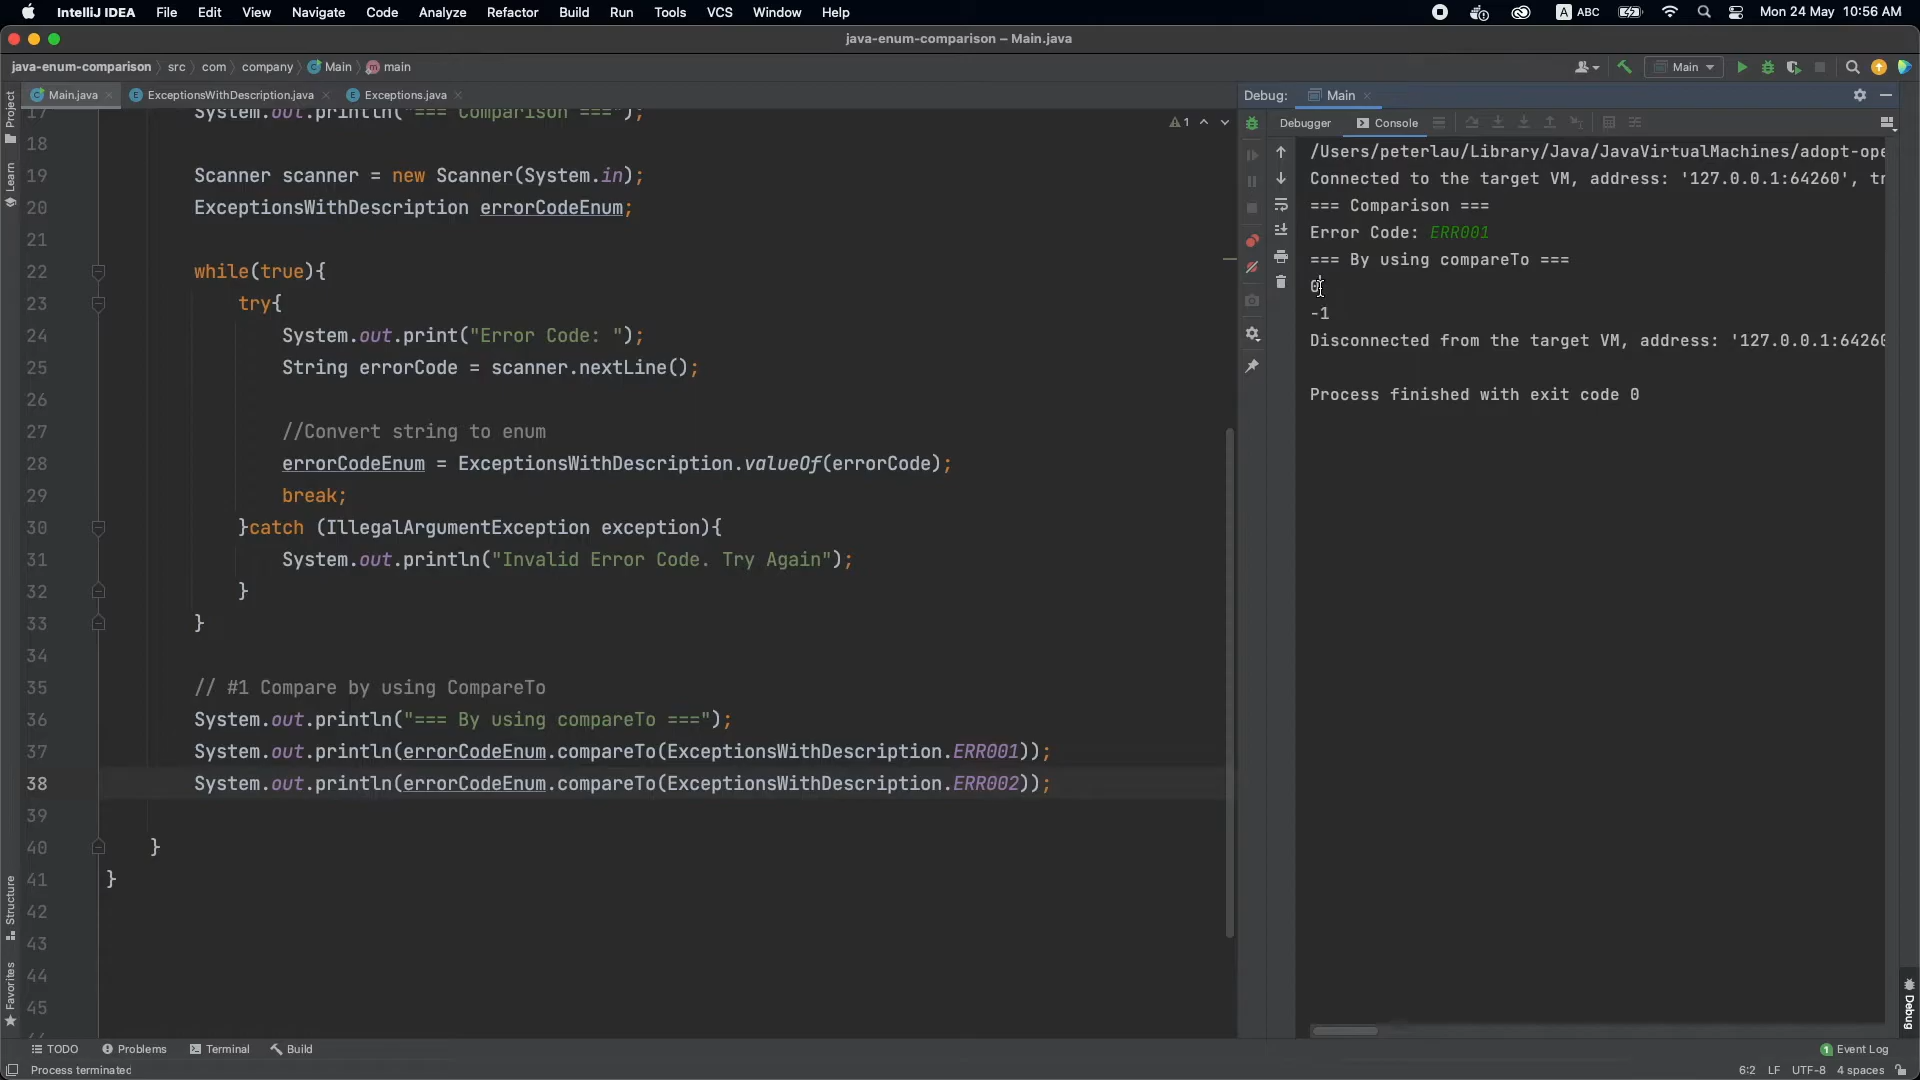 IntelliJ IDEA File Edit View Navigate Code Analyze Refactor Build Run Tools VCS Window Help A ABC Mon 24 May 10:56 AM
java-enum-comparison – Main.java
java-enum-comparison src com company Main main Main
Main.java ExceptionsWithDescription.java Exceptions.java
Debug: Main
Debugger Console
Project
Learn
Structure
Favorites
1
17 System.out.println("=== Comparison ===");
18
19 Scanner scanner = new Scanner(System.in);
20 ExceptionsWithDescription errorCodeEnum;
21
22 while(true){
23 try{
24 System.out.print("Error Code: ");
25 String errorCode = scanner.nextLine();
26
27 //Convert string to enum
28 errorCodeEnum = ExceptionsWithDescription.valueOf(errorCode);
29 break;
30 }catch (IllegalArgumentException exception){
31 System.out.println("Invalid Error Code. Try Again");
32 }
33 }
34
35 // #1 Compare by using CompareTo
36 System.out.println("=== By using compareTo ===");
37 System.out.println(errorCodeEnum.compareTo(ExceptionsWithDescription.ERR001));
38 System.out.println(errorCodeEnum.compareTo(ExceptionsWithDescription.ERR002));
39
40 }
41 }
42
43
44
45
/Users/peterlau/Library/Java/JavaVirtualMachines/adopt-ope
Connected to the target VM, address: '127.0.0.1:64260', tr
=== Comparison ===
Error Code: ERR001
=== By using compareTo ===
0
-1
Disconnected from the target VM, address: '127.0.0.1:64260
Process finished with exit code 0
Debug
TODO Problems Terminal Build 1 Event Log
Process terminated 6:2 LF UTF-8 4 spaces